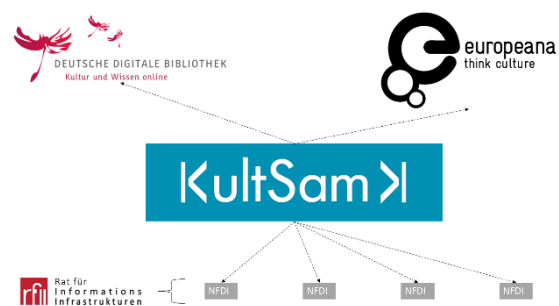 DEUTSCHE DIGITALE BIBLIOTHEK
Kultur und Wissen online
europeana
think culture
KultSam
rfii
Rat für
Informations
Infrastrukturen
NFDI
NFDI
NFDI
NFDI